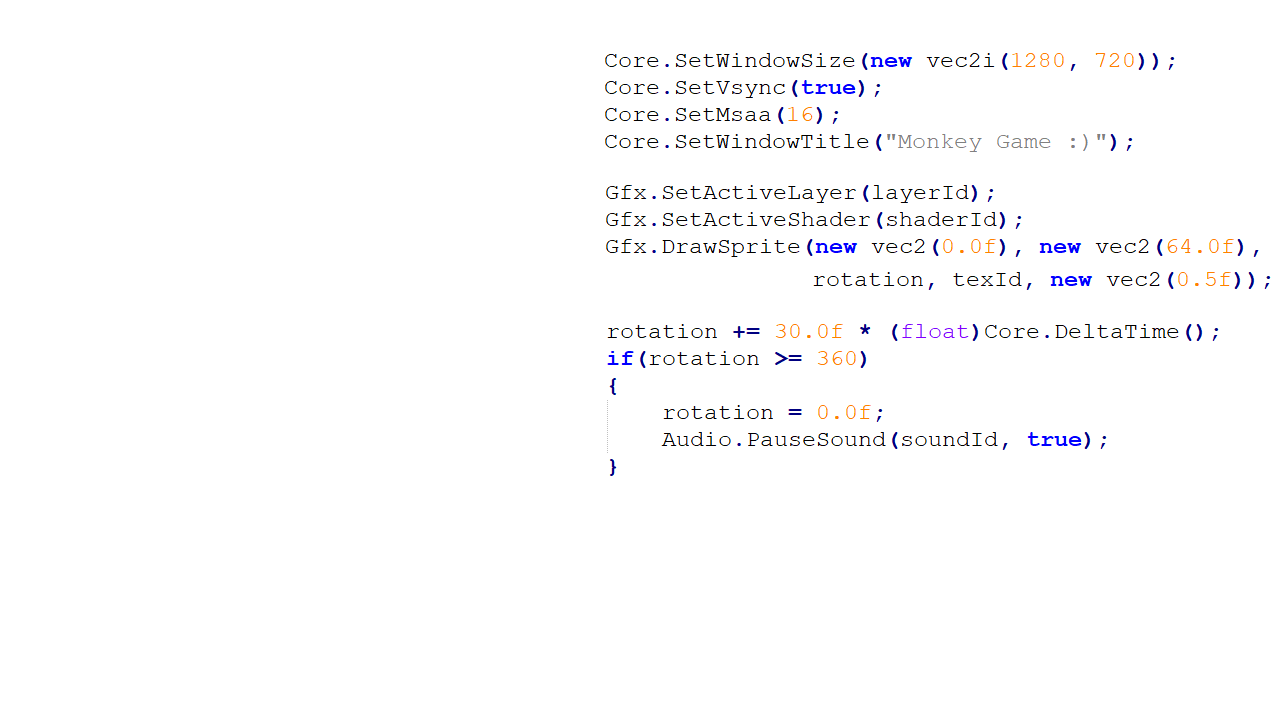 Core.SetWindowSize(new vec2i(1280, 720));
Core.SetVsync(true);
Core.SetMsaa(16);
Core.SetWindowTitle("Monkey Game :)");
Gfx.SetActiveLayer(layerId);
Gfx.SetActiveShader(shaderId);
Gfx.DrawSprite(new vec2(0.0f), new vec2(64.0f),
rotation, texId, new vec2(0.5f));
rotation += 30.0f * (float)Core.DeltaTime();
if(rotation >= 360)
{
rotation = 0.0f;
Audio.PauseSound(soundId, true);
}